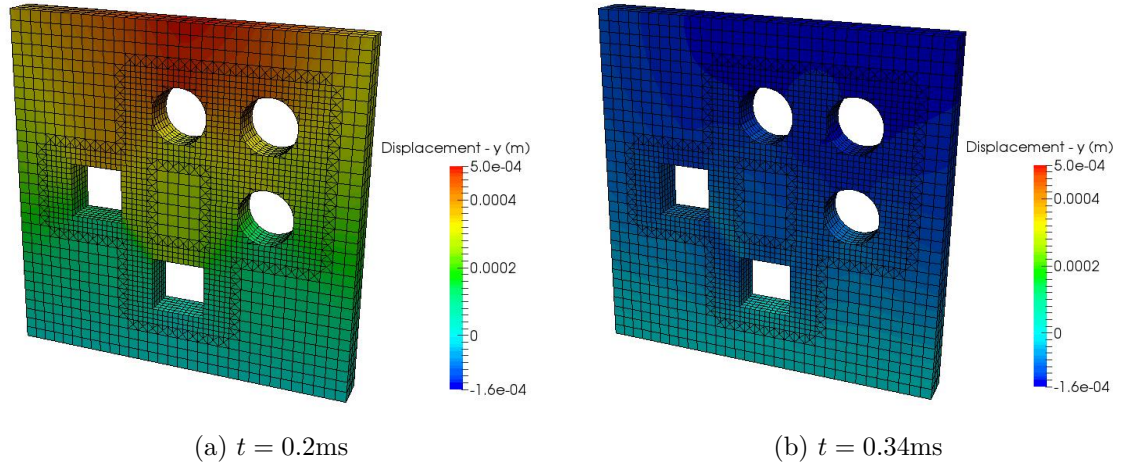 Displacement - y (m)
5.0e-04
0.0004
0.0002
0
-1.6e-04
Displacement - y (m)
5.0e-04
0.0004
0.0002
0
-1.6e-04
(a) t = 0.2ms
(b) t = 0.34ms